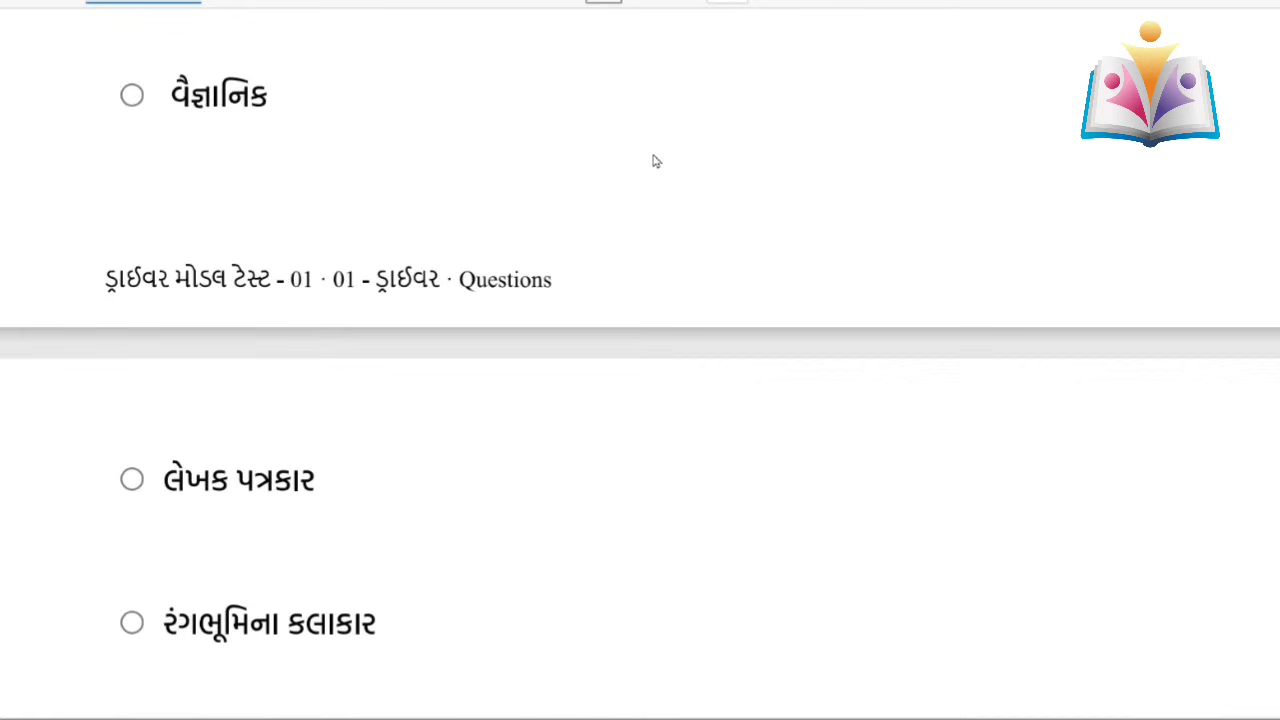 વૈજ્ઞાનિક
ડ્રાઈવર મોડલ ટેસ્ટ - 01 · 01 - ડ્રાઈવર · Questions
લેખક પત્રકાર
રંગભૂમિના કલાકાર